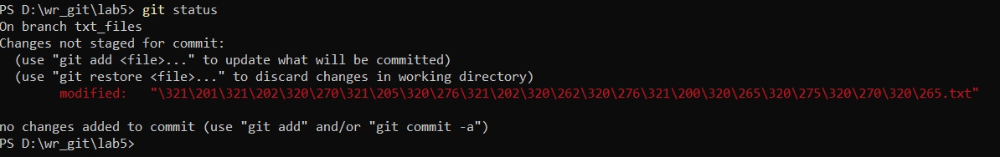 PS D:\wr_git\lab5> git status
On branch txt_files
Changes not staged for commit:
  (use "git add <file>..." to update what will be committed)
  (use "git restore <file>..." to discard changes in working directory)
        modified:   "\321\201\321\202\320\270\321\205\320\276\321\202\320\262\320\276\321\200\320\265\320\275\320\270\320\265.txt"

no changes added to commit (use "git add" and/or "git commit -a")
PS D:\wr_git\lab5>